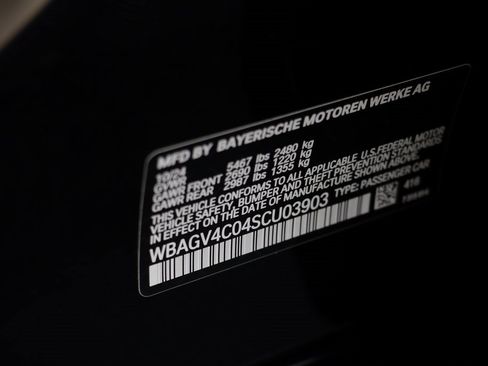 MFD BY BAYERISCHE MOTOREN WERKE AG
10/24
GVWR 5467 lbs 2480 kg
GAWR FRONT 2690 lbs 1220 kg
GAWR REAR 2987 lbs 1355 kg
THIS VEHICLE CONFORMS TO ALL APPLICABLE U.S.FEDERAL MOTOR
VEHICLE SAFETY, BUMPER AND THEFT PREVENTION STANDARDS
IN EFFECT ON THE DATE OF MANUFACTURE SHOWN ABOVE.
WBAGV4C04SCU03903 TYPE: PASSENGER CAR
416